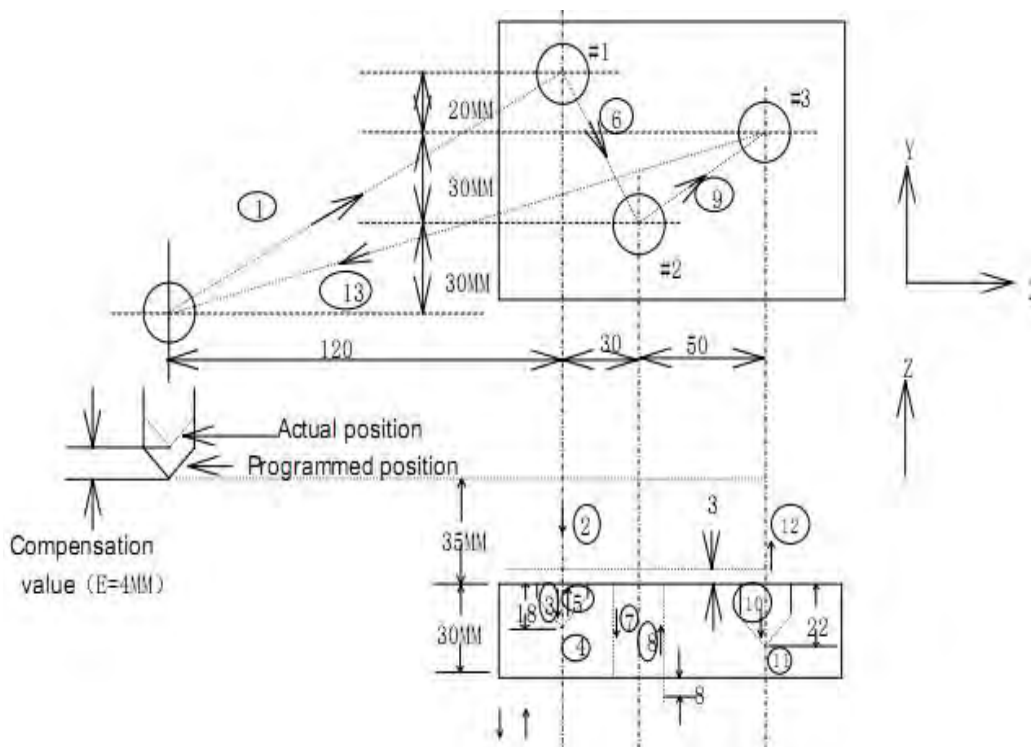 #1
#3
20MM
6
Y
30MM
9
1
#2
13
30MM
120
30
50
Z
Actual position
Programmed position
3
2
12
35MM
Compensation
value (E=4MM)
3
5
10
18
7
22
30MM
4
8
11
8